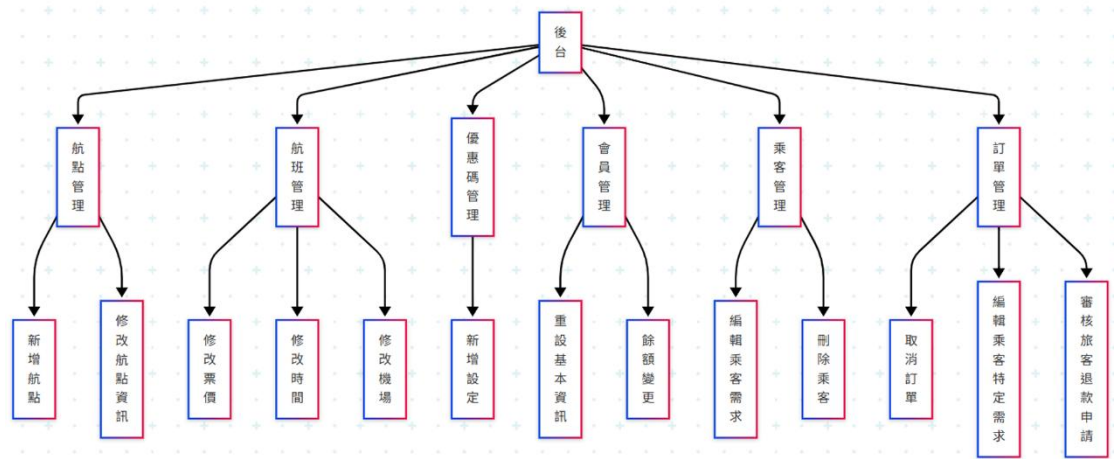 後台
航點管理
航班管理
優惠碼管理
會員管理
乘客管理
訂單管理
新增航點
修改航點資訊
修改票價
修改時間
修改機場
新增設定
重設基本資訊
餘額變更
編輯乘客需求
刪除乘客
取消訂單
編輯乘客特定需求
審核旅客退款申請